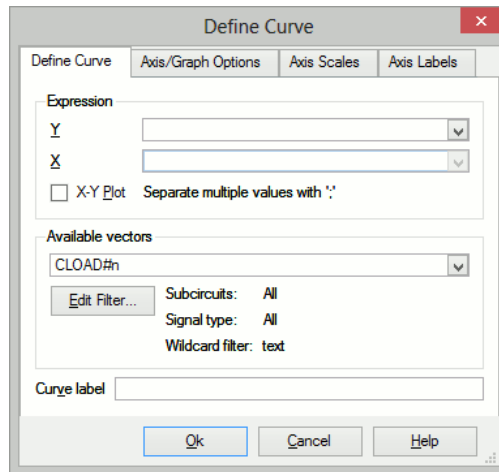 Define Curve
Define Curve Axis/Graph Options Axis Scales Axis Labels
Expression
Y
X
X-Y Plot Separate multiple values with ';'
Available vectors
CLOAD#n
Edit Filter... Subcircuits: All
Signal type: All
Wildcard filter: text
Curve label
Ok Cancel Help